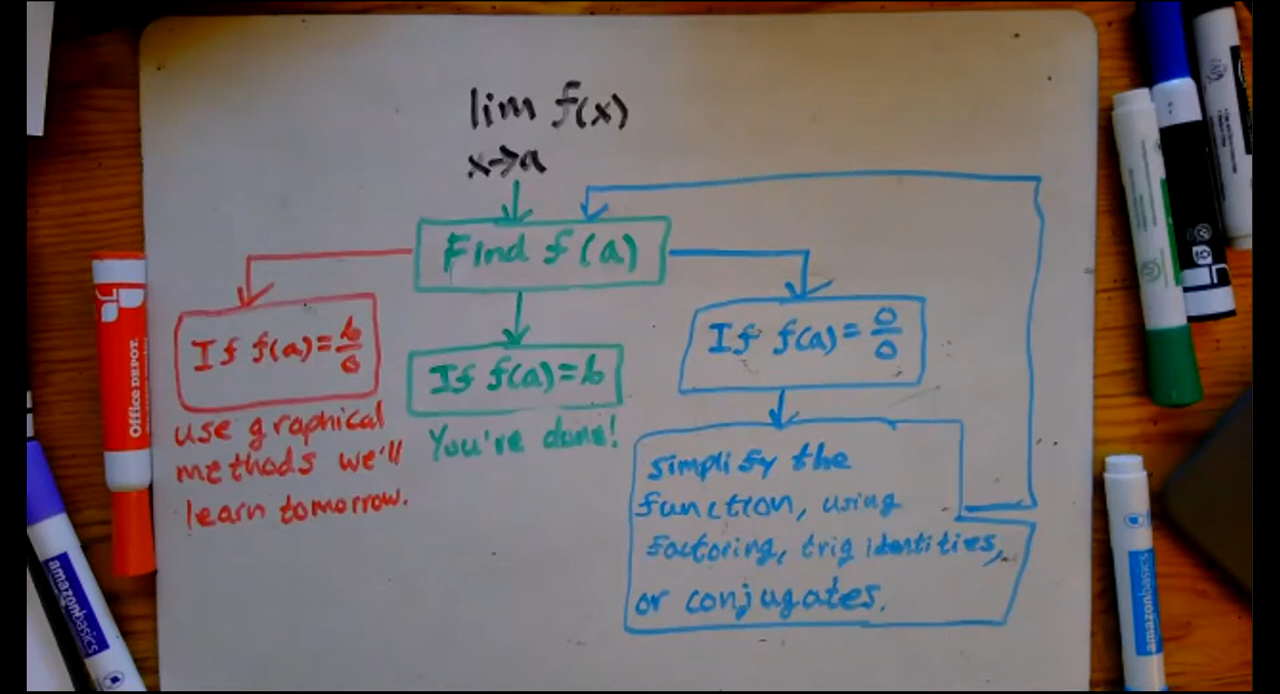 lim f(x)
x→a
Find f(a)
If f(a)=b/0
use graphical
methods we'll
learn tomorrow.
If f(a)=b
You're done!
If f(a)=0/0
simplify the
function, using
factoring, trig identities,
or conjugates.
Office DEPOT
amazonbasics
amazonbasics